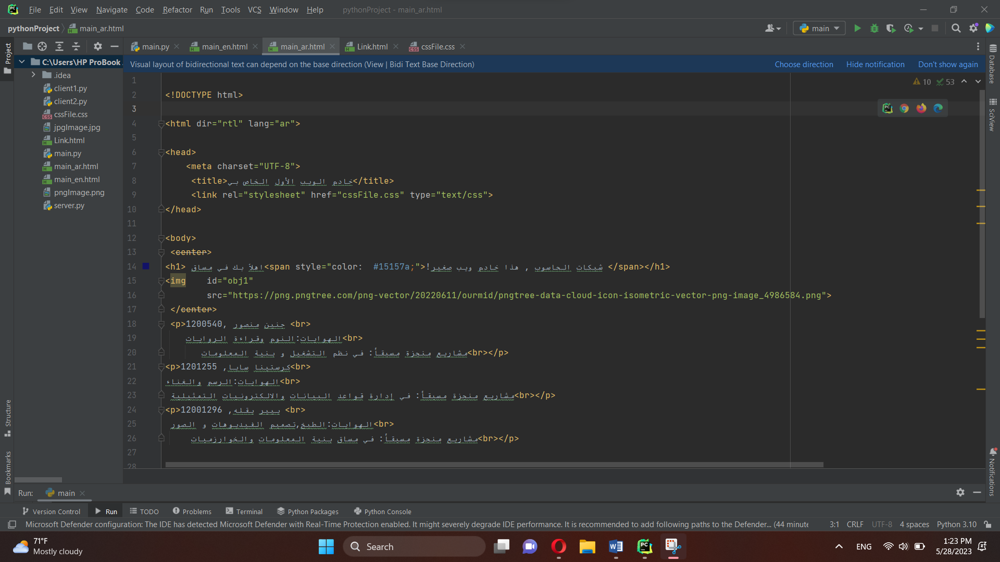 File Edit View Navigate Code Refactor Run Tools VCS Window Help pythonProject - main_ar.html
pythonProject main_ar.html main
Project
main.py main_en.html main_ar.html Link.html cssFile.css
C:\Users\HP ProBook
.idea
client1.py
client2.py
cssFile.css
jpgImage.jpg
Link.html
main.py
main_ar.html
main_en.html
pngImage.png
server.py
Visual layout of bidirectional text can depend on the base direction (View | Bidi Text Base Direction) Choose direction Hide notification Don't show again
10 53
1
2 <!DOCTYPE html>
3
4 <html dir="rtl" lang="ar">
5
6 <head>
7 <meta charset="UTF-8">
8 <title>خادم الويب الأول الخاص بي</title>
9 <link rel="stylesheet" href="cssFile.css" type="text/css">
10 </head>
11
12 <body>
13 <center>
14 <h1> اهلاً بك في مساق<span style="color:  #15157a;">شبكات الحاسوب , هذا خادم ويب صغير! </span></h1>
15 <img id="obj1"
16 src="https://png.pngtree.com/png-vector/20220611/ourmid/pngtree-data-cloud-icon-isometric-vector-png-image_4986584.png">
17 </center>
18 <p>1200540, جنين منصور <br>
19 الهوايات:النوم وقراءة الروايات<br>
20 مشاريع منجزة مسبقاً: في نظم التشغيل و بنية المعلومات<br></p>
21 <p>1201255 ,كرستينا سابا<br>
22 الهوايات:الرسم والغناء<br>
23 مشاريع منجزة مسبقاً: في إدارة قواعد البيانات والالكترونيات التمثيلية<br></p>
24 <p>12001296 ,بيير بقله <br>
25 الهوايات:الطبخ,تصميم الفيديوهات و الصور<br>
26 مشاريع منجزة مسبقاً: في مساق بنية المعلومات والخوارزميات<br></p>
27
28
Database
SciView
Notifications
Structure
Bookmarks
Run: main
Version Control Run TODO Problems Terminal Python Packages Python Console
Microsoft Defender configuration: The IDE has detected Microsoft Defender with Real-Time Protection enabled. It might severely degrade IDE performance. It is recommended to add following paths to the Defender... (44 minute 3:1 CRLF UTF-8 4 spaces Python 3.10
71°F
Mostly cloudy
Search
ENG
1:23 PM
5/28/2023